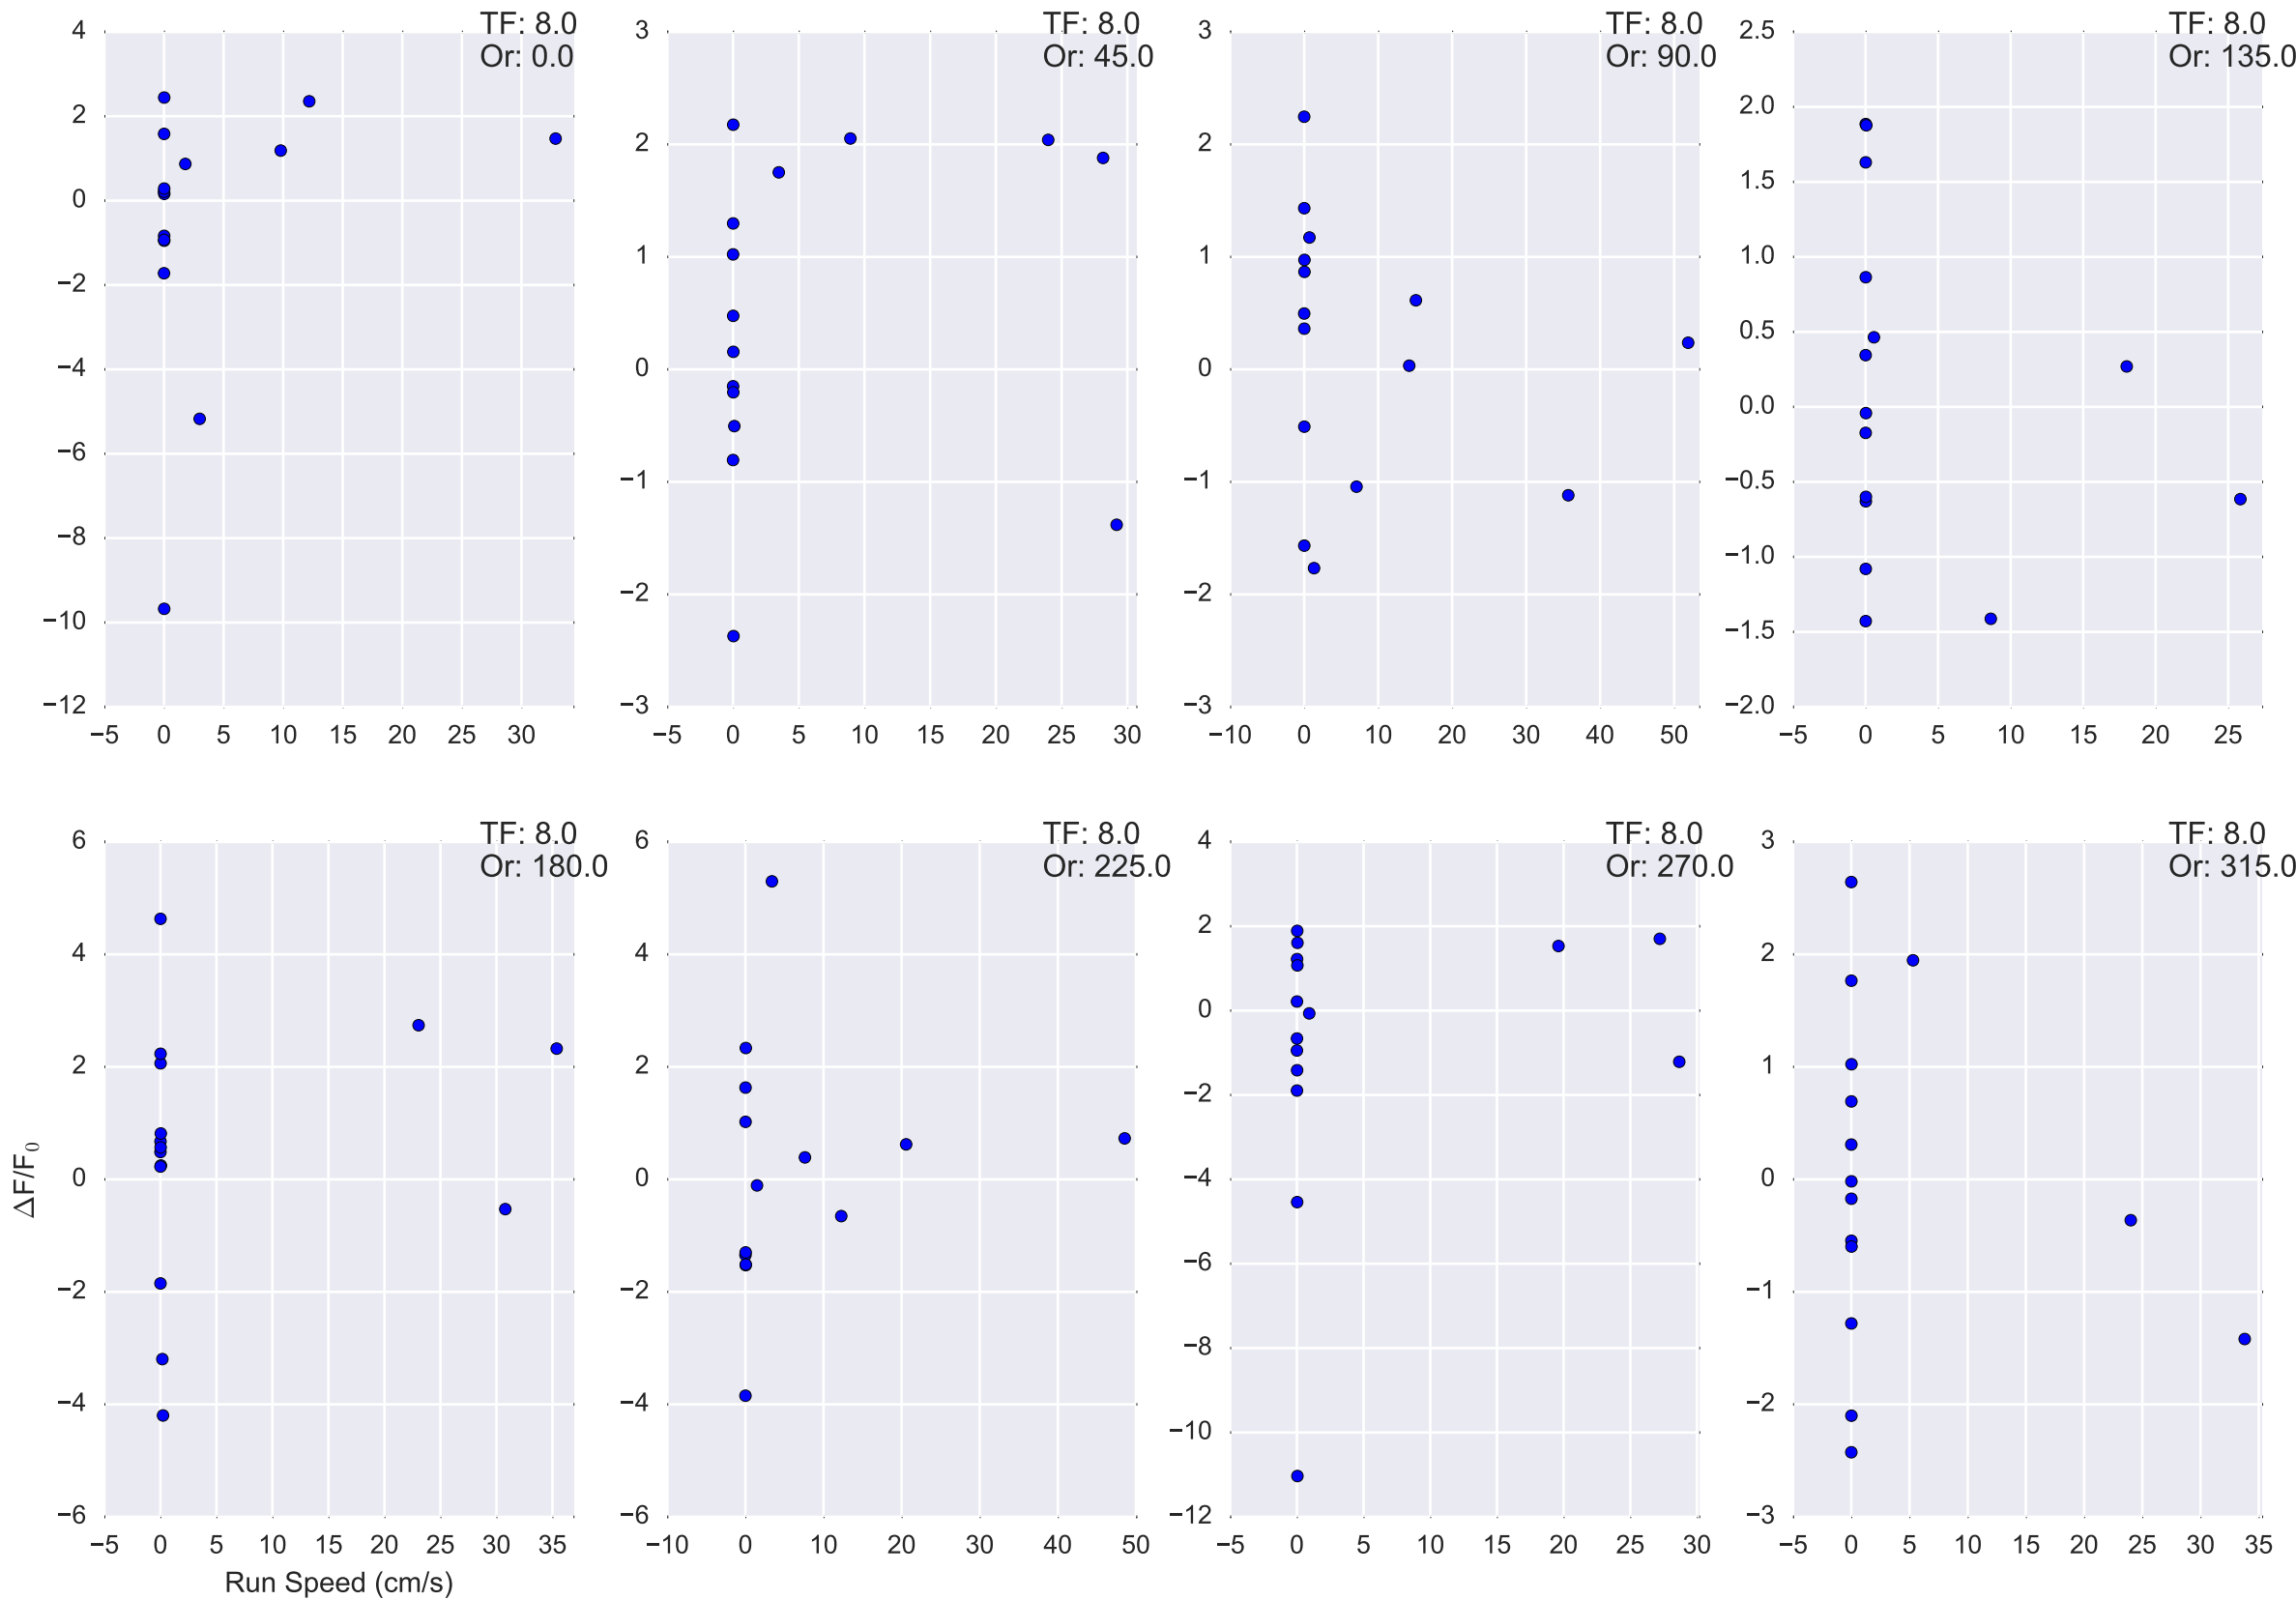 TF: 8.0
Or: 0.0
4
2
0
−2
−4
−6
−8
−10
−12
−5 0 5 10 15 20 25 30
TF: 8.0
Or: 45.0
3
2
1
0
−1
−2
−3
−5 0 5 10 15 20 25 30
TF: 8.0
Or: 90.0
3
2
1
0
−1
−2
−3
−10 0 10 20 30 40 50
TF: 8.0
Or: 135.0
2.5
2.0
1.5
1.0
0.5
0.0
−0.5
−1.0
−1.5
−2.0
−5 0 5 10 15 20 25
TF: 8.0
Or: 180.0
6
4
2
0
−2
−4
−6
ΔF/F₀
−5 0 5 10 15 20 25 30 35
Run Speed (cm/s)
TF: 8.0
Or: 225.0
6
4
2
0
−2
−4
−6
−10 0 10 20 30 40 50
TF: 8.0
Or: 270.0
4
2
0
−2
−4
−6
−8
−10
−12
−5 0 5 10 15 20 25 30
TF: 8.0
Or: 315.0
3
2
1
0
−1
−2
−3
−5 0 5 10 15 20 25 30 35